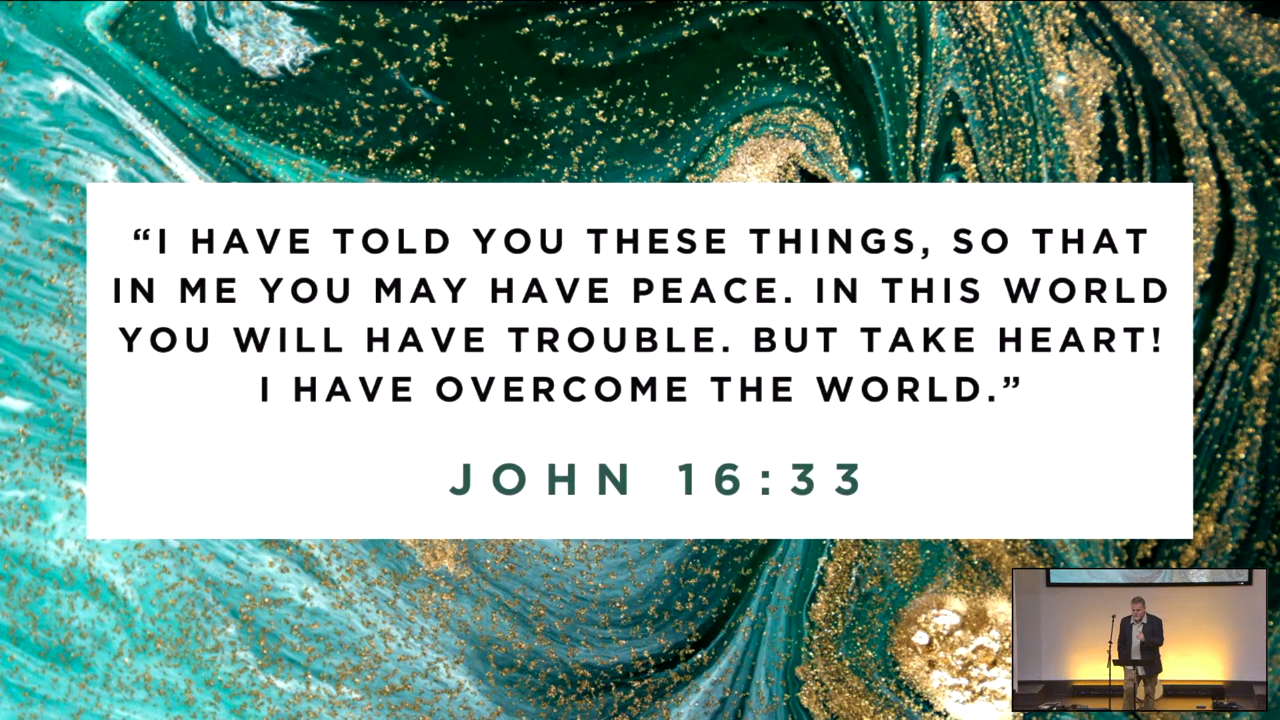 “I HAVE TOLD YOU THESE THINGS, SO THAT
IN ME YOU MAY HAVE PEACE. IN THIS WORLD
YOU WILL HAVE TROUBLE. BUT TAKE HEART!
I HAVE OVERCOME THE WORLD.”
JOHN 16:33